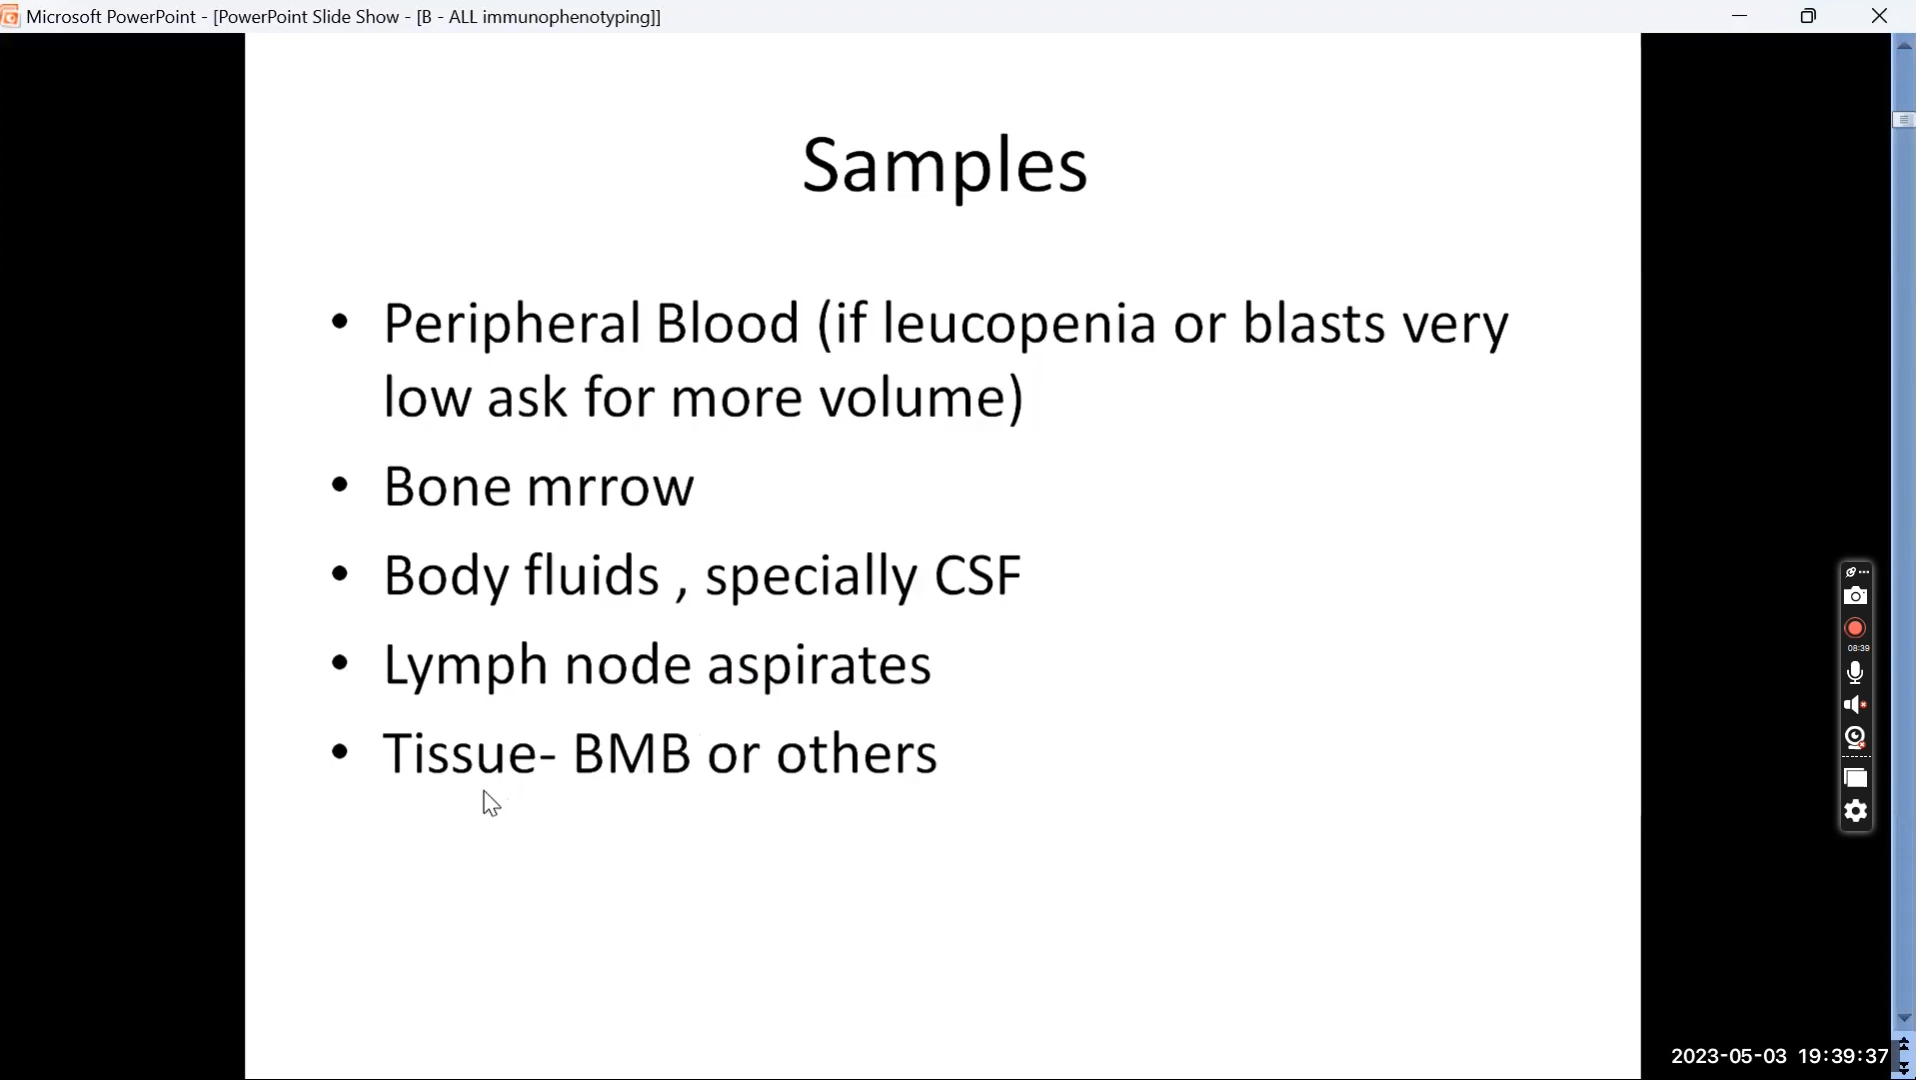 Microsoft PowerPoint - [PowerPoint Slide Show - [B - ALL immunophenotyping]]
Samples
• Peripheral Blood (if leucopenia or blasts very
low ask for more volume)
• Bone mrrow
• Body fluids , specially CSF
• Lymph node aspirates
• Tissue- BMB or others
08:39
2023-05-03 19:39:37